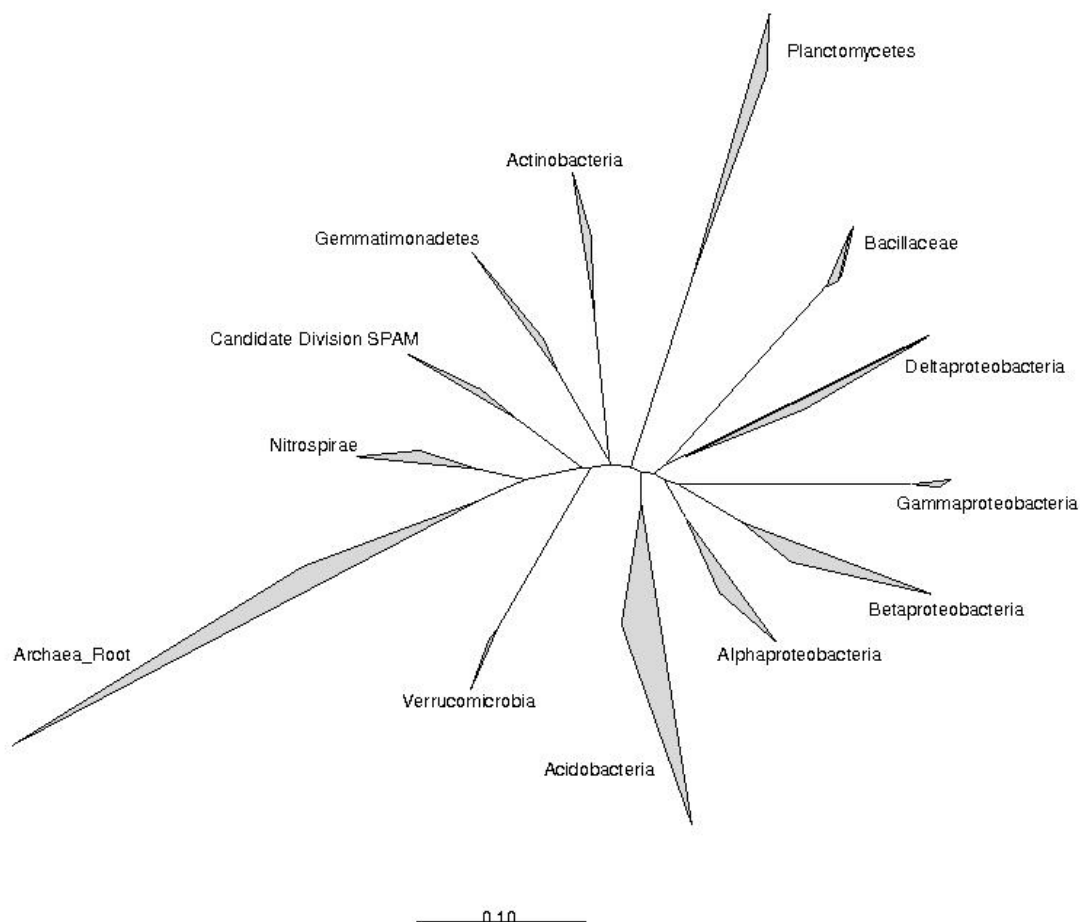 Planctomycetes
Actinobacteria
Gemmatimonadetes
Bacillaceae
Candidate Division SPAM
Deltaproteobacteria
Nitrospirae
Gammaproteobacteria
Betaproteobacteria
Archaea_Root
Alphaproteobacteria
Verrucomicrobia
Acidobacteria
0.10